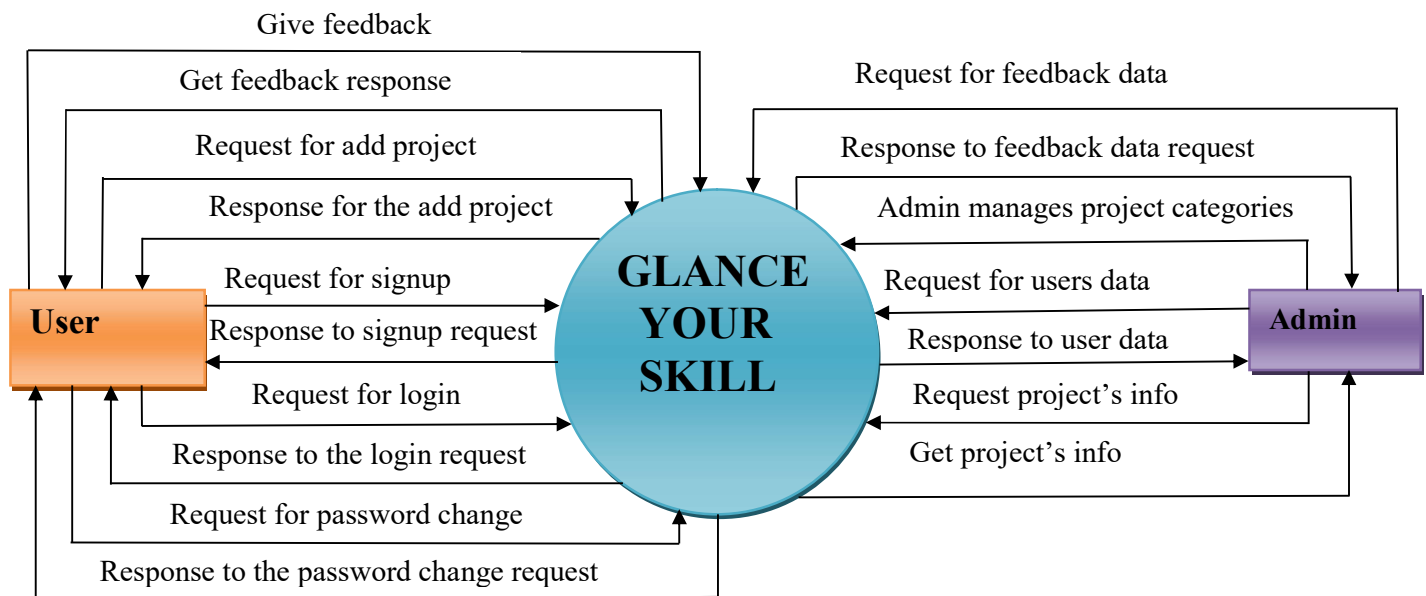 Give feedback
Get feedback response
Request for add project
Response for the add project
Request for signup
Response to signup request
Request for login
Response to the login request
Request for password change
Response to the password change request
User
GLANCE
YOUR
SKILL
Request for feedback data
Response to feedback data request
Admin manages project categories
Request for users data
Response to user data
Request project’s info
Get project’s info
Admin